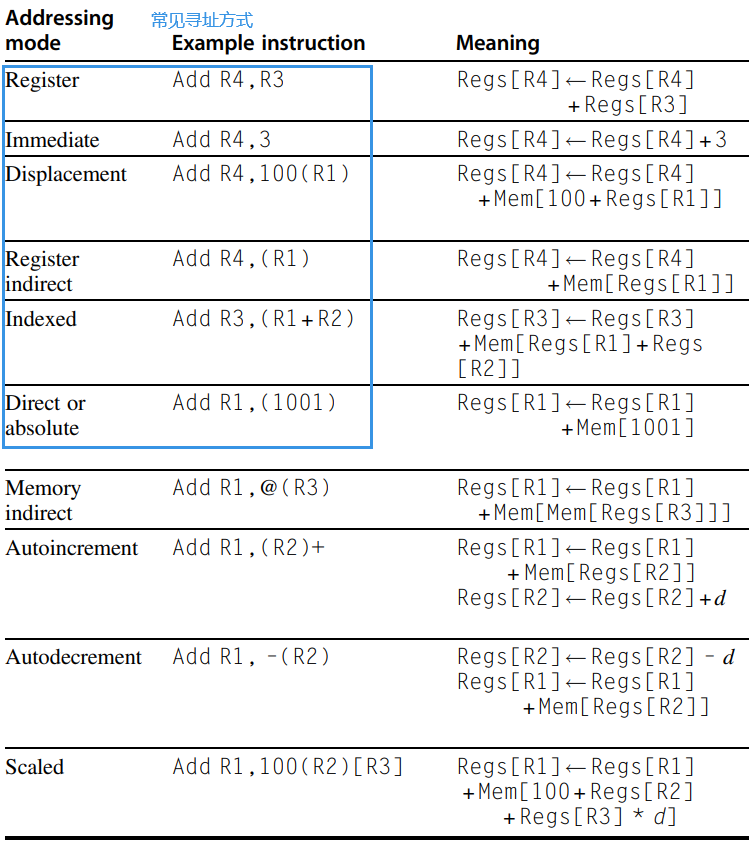 Addressing mode 常见寻址方式 Example instruction Meaning
Register Add R4,R3 Regs[R4]←Regs[R4]
+Regs[R3]
Immediate Add R4,3 Regs[R4]←Regs[R4]+3
Displacement Add R4,100(R1) Regs[R4]←Regs[R4]
+Mem[100+Regs[R1]]
Register Add R4,(R1) Regs[R4]←Regs[R4]
indirect +Mem[Regs[R1]]
Indexed Add R3,(R1+R2) Regs[R3]←Regs[R3]
+Mem[Regs[R1]+Regs
[R2]]
Direct or Add R1,(1001) Regs[R1]←Regs[R1]
absolute +Mem[1001]
Memory Add R1,@(R3) Regs[R1]←Regs[R1]
indirect +Mem[Mem[Regs[R3]]]
Autoincrement Add R1,(R2)+ Regs[R1]←Regs[R1]
+Mem[Regs[R2]]
Regs[R2]←Regs[R2]+d
Autodecrement Add R1, -(R2) Regs[R2]←Regs[R2] - d
Regs[R1]←Regs[R1]
+Mem[Regs[R2]]
Scaled Add R1,100(R2)[R3] Regs[R1]←Regs[R1]
+Mem[100+Regs[R2]
+Regs[R3] * d]